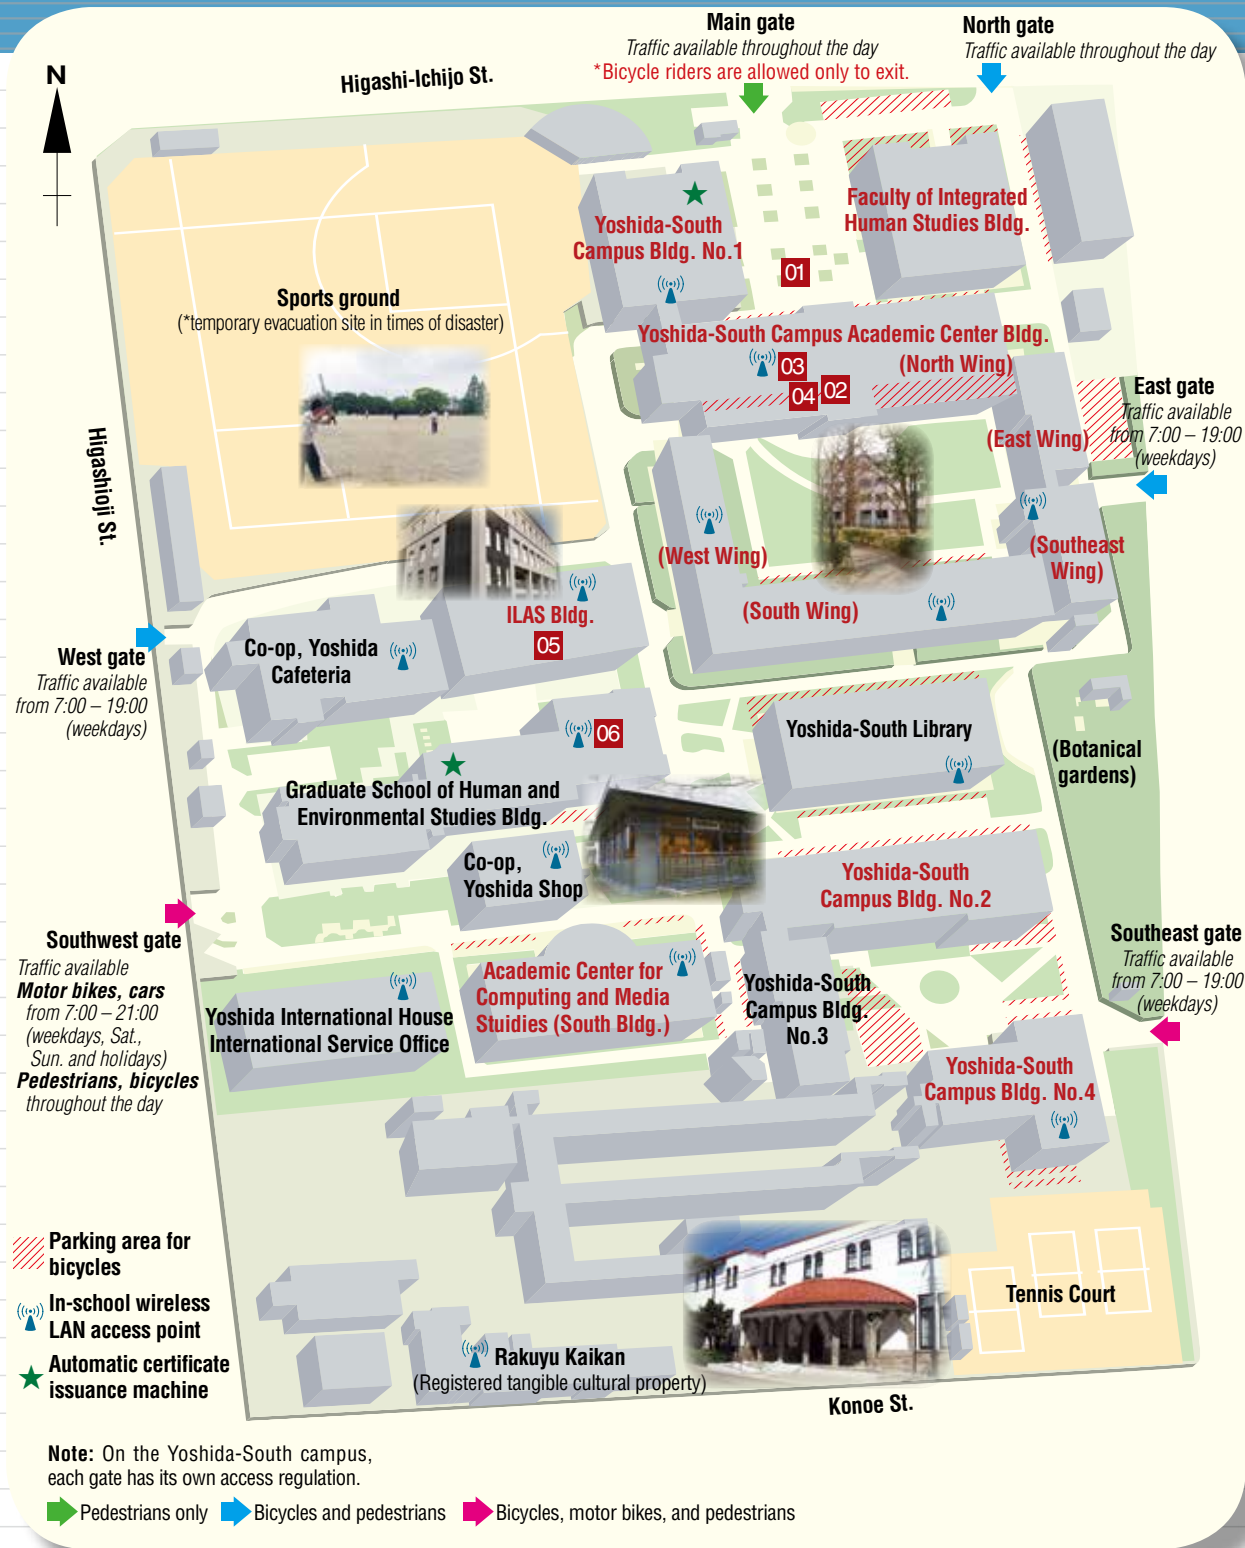 Main gate
Traffic available throughout the day
*Bicycle riders are allowed only to exit.
North gate
Traffic available throughout the day
N
Higashi-Ichijo St.
Yoshida-South
Campus Bldg. No.1
Faculty of Integrated
Human Studies Bldg.
01
Sports ground
(*temporary evacuation site in times of disaster)
Yoshida-South Campus Academic Center Bldg.
(North Wing)
03
04
02
East gate
Traffic available
from 7:00 – 19:00
(weekdays)
(East Wing)
Higashioji St.
(West Wing)
(Southeast
Wing)
(South Wing)
ILAS Bldg.
05
Co-op, Yoshida
Cafeteria
West gate
Traffic available
from 7:00 – 19:00
(weekdays)
06
Yoshida-South Library
(Botanical
gardens)
Graduate School of Human and
Environmental Studies Bldg.
Co-op,
Yoshida Shop
Yoshida-South
Campus Bldg. No.2
Southwest gate
Traffic available
Motor bikes, cars
from 7:00 – 21:00
(weekdays, Sat.,
Sun. and holidays)
Pedestrians, bicycles
throughout the day
Southeast gate
Traffic available
from 7:00 – 19:00
(weekdays)
Academic Center for
Computing and Media
Stuidies (South Bldg.)
Yoshida-South
Campus Bldg.
No.3
Yoshida International House
International Service Office
Yoshida-South
Campus Bldg. No.4
Parking area for
bicycles
In-school wireless
LAN access point
Automatic certificate
issuance machine
Tennis Court
Rakuyu Kaikan
(Registered tangible cultural property)
Konoe St.
Note: On the Yoshida-South campus,
each gate has its own access regulation.
Pedestrians only
Bicycles and pedestrians
Bicycles, motor bikes, and pedestrians